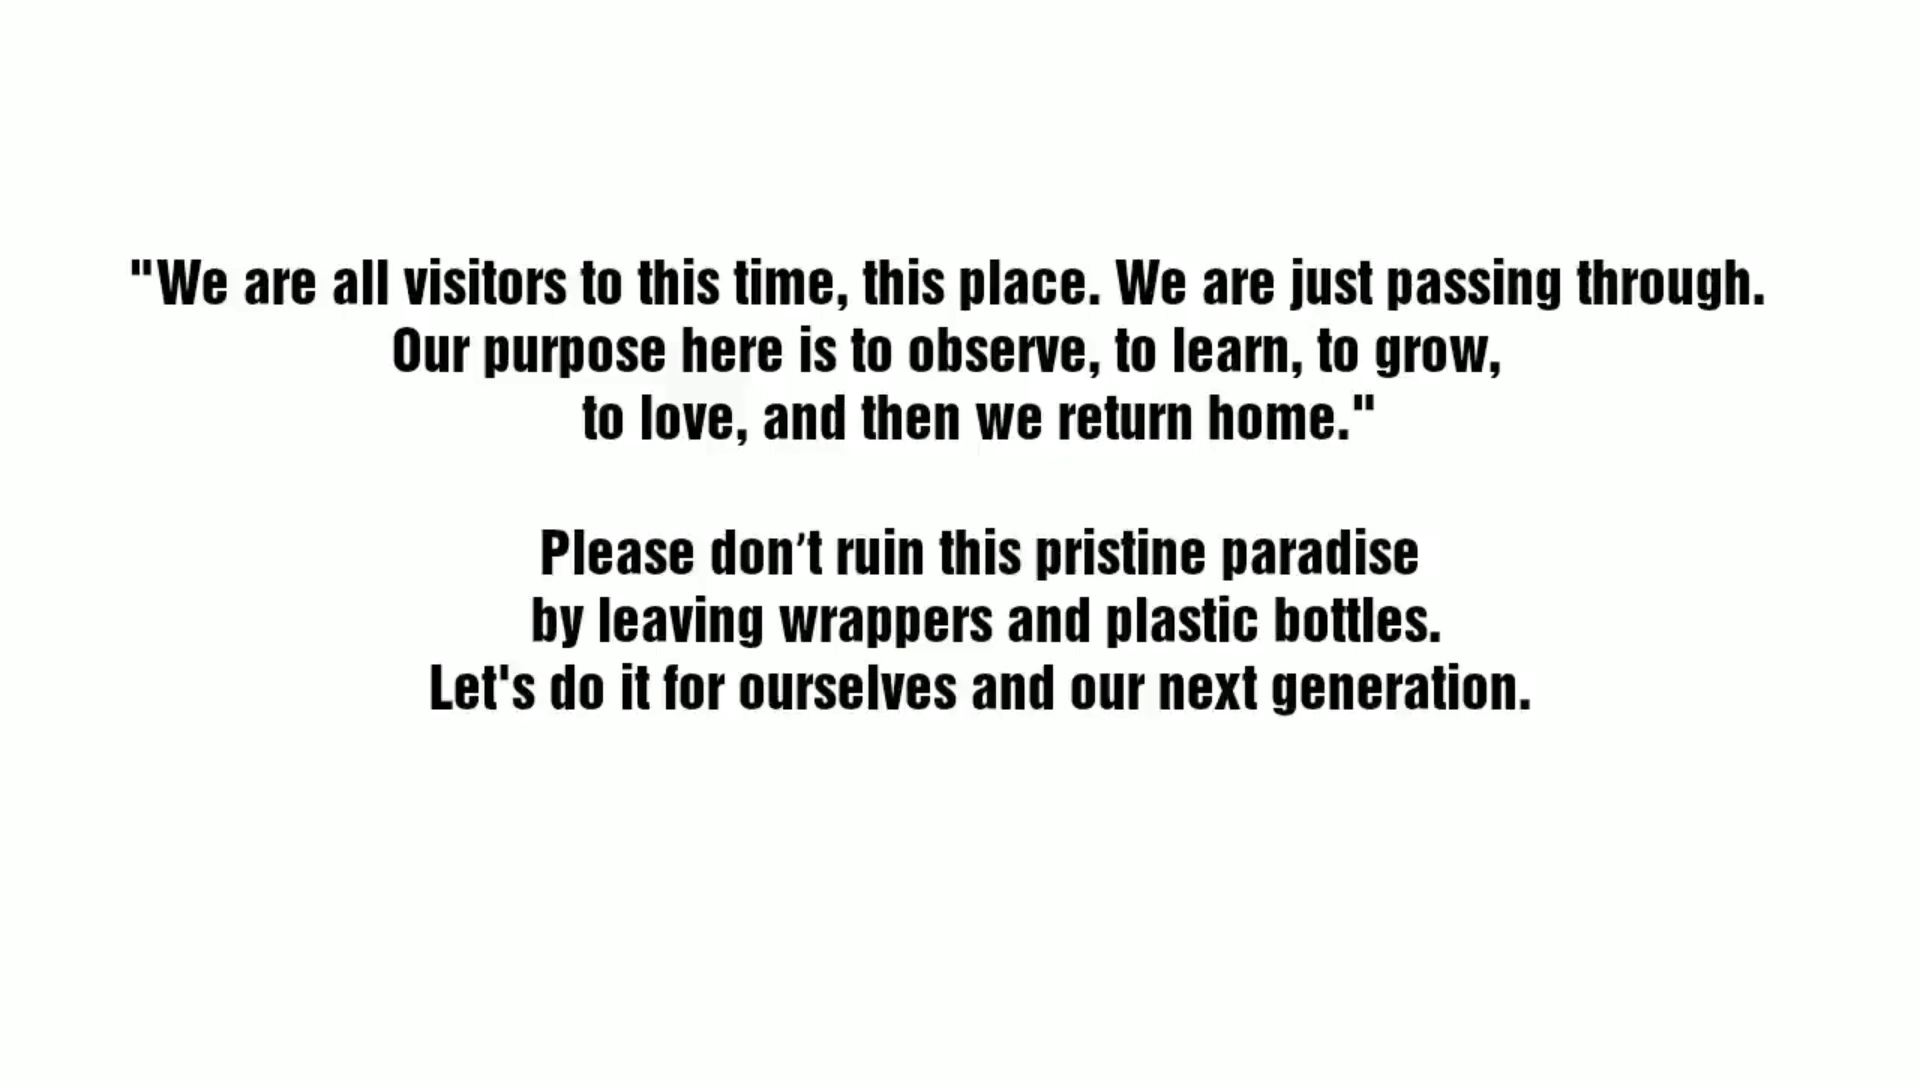 "We are all visitors to this time, this place. We are just passing through.
Our purpose here is to observe, to learn, to grow,
to love, and then we return home."
Please don’t ruin this pristine paradise
by leaving wrappers and plastic bottles.
Let's do it for ourselves and our next generation.